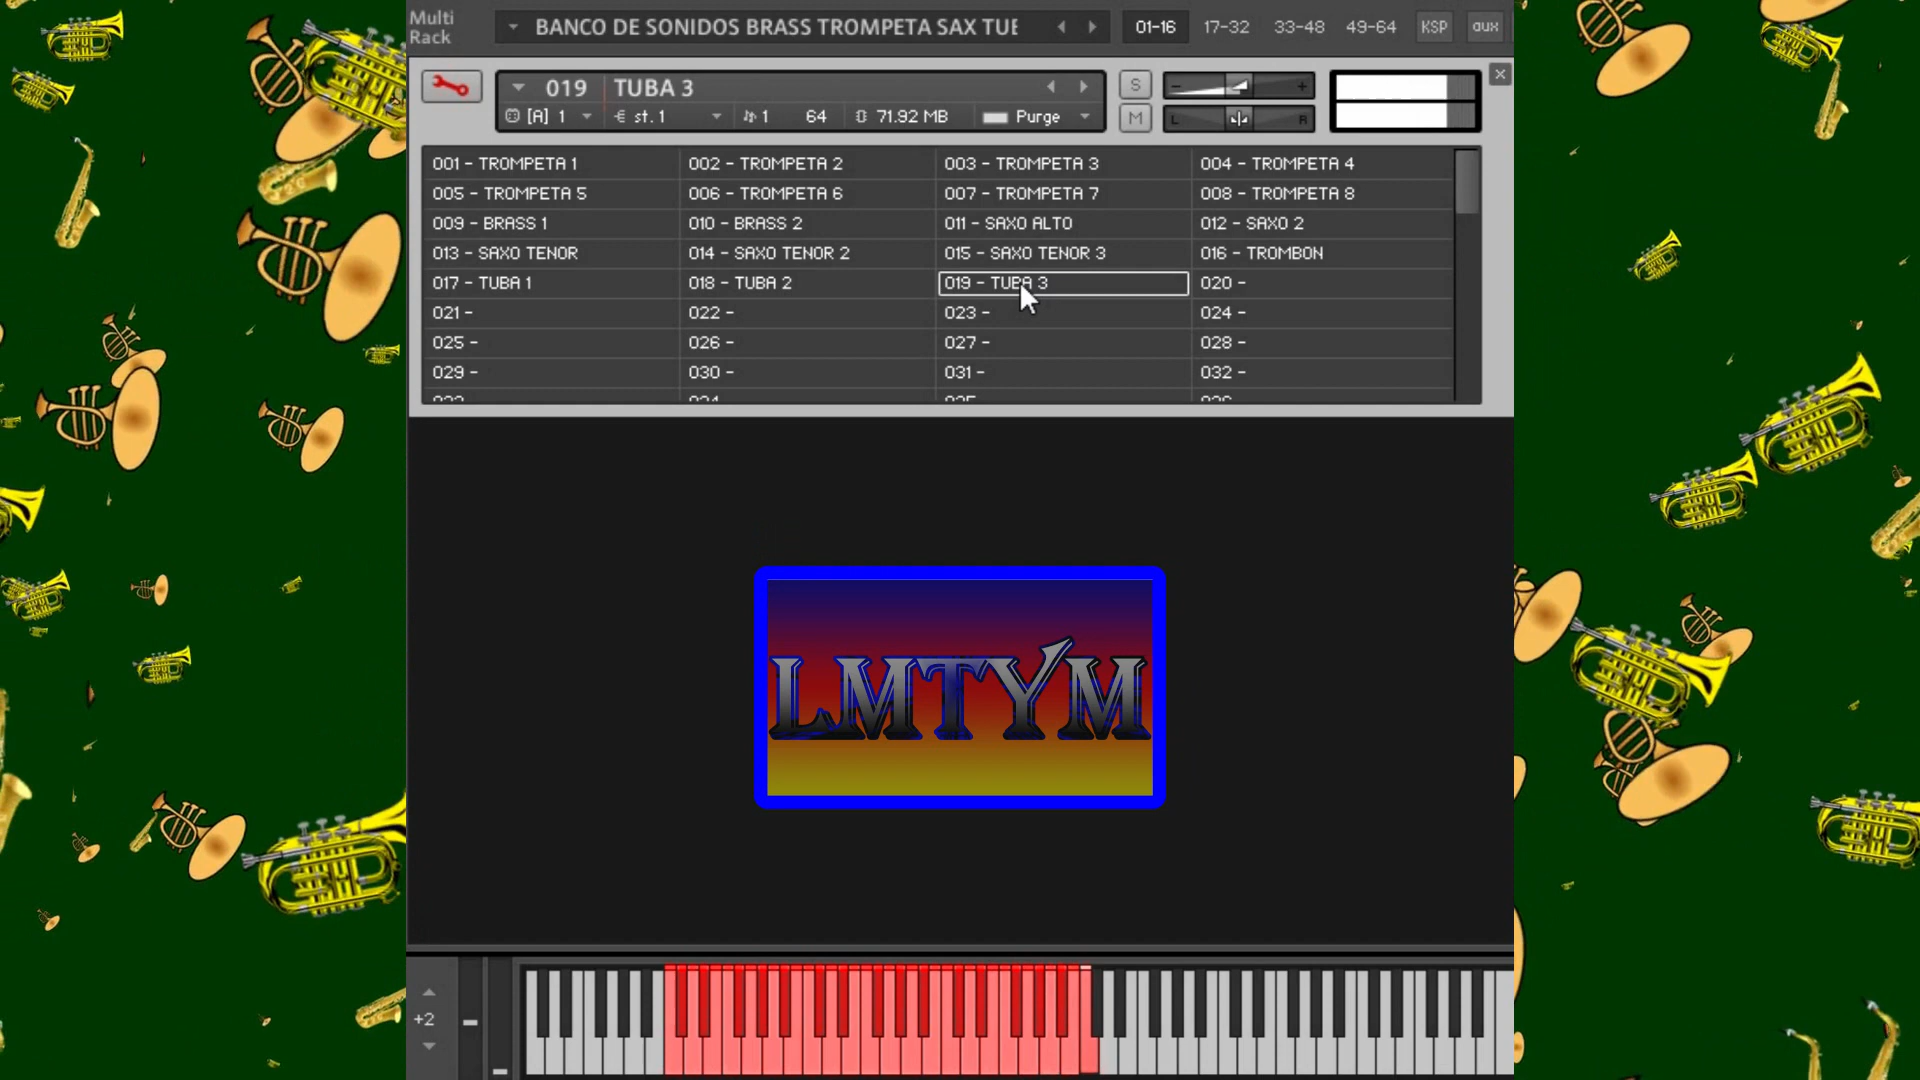 Multi
Rack
BANCO DE SONIDOS BRASS TROMPETA SAX TUE
01-16 17-32 33-48 49-64 KSP aux
019 TUBA 3
S
[A] 1 st. 1 1 64 71.92 MB Purge
M
L R
001 - TROMPETA 1 002 - TROMPETA 2 003 - TROMPETA 3 004 - TROMPETA 4
005 - TROMPETA 5 006 - TROMPETA 6 007 - TROMPETA 7 008 - TROMPETA 8
009 - BRASS 1 010 - BRASS 2 011 - SAXO ALTO 012 - SAXO 2
013 - SAXO TENOR 014 - SAXO TENOR 2 015 - SAXO TENOR 3 016 - TROMBON
017 - TUBA 1 018 - TUBA 2 019 - TUBA 3 020 -
021 - 022 - 023 - 024 -
025 - 026 - 027 - 028 -
029 - 030 - 031 - 032 -
LMTYM
+2